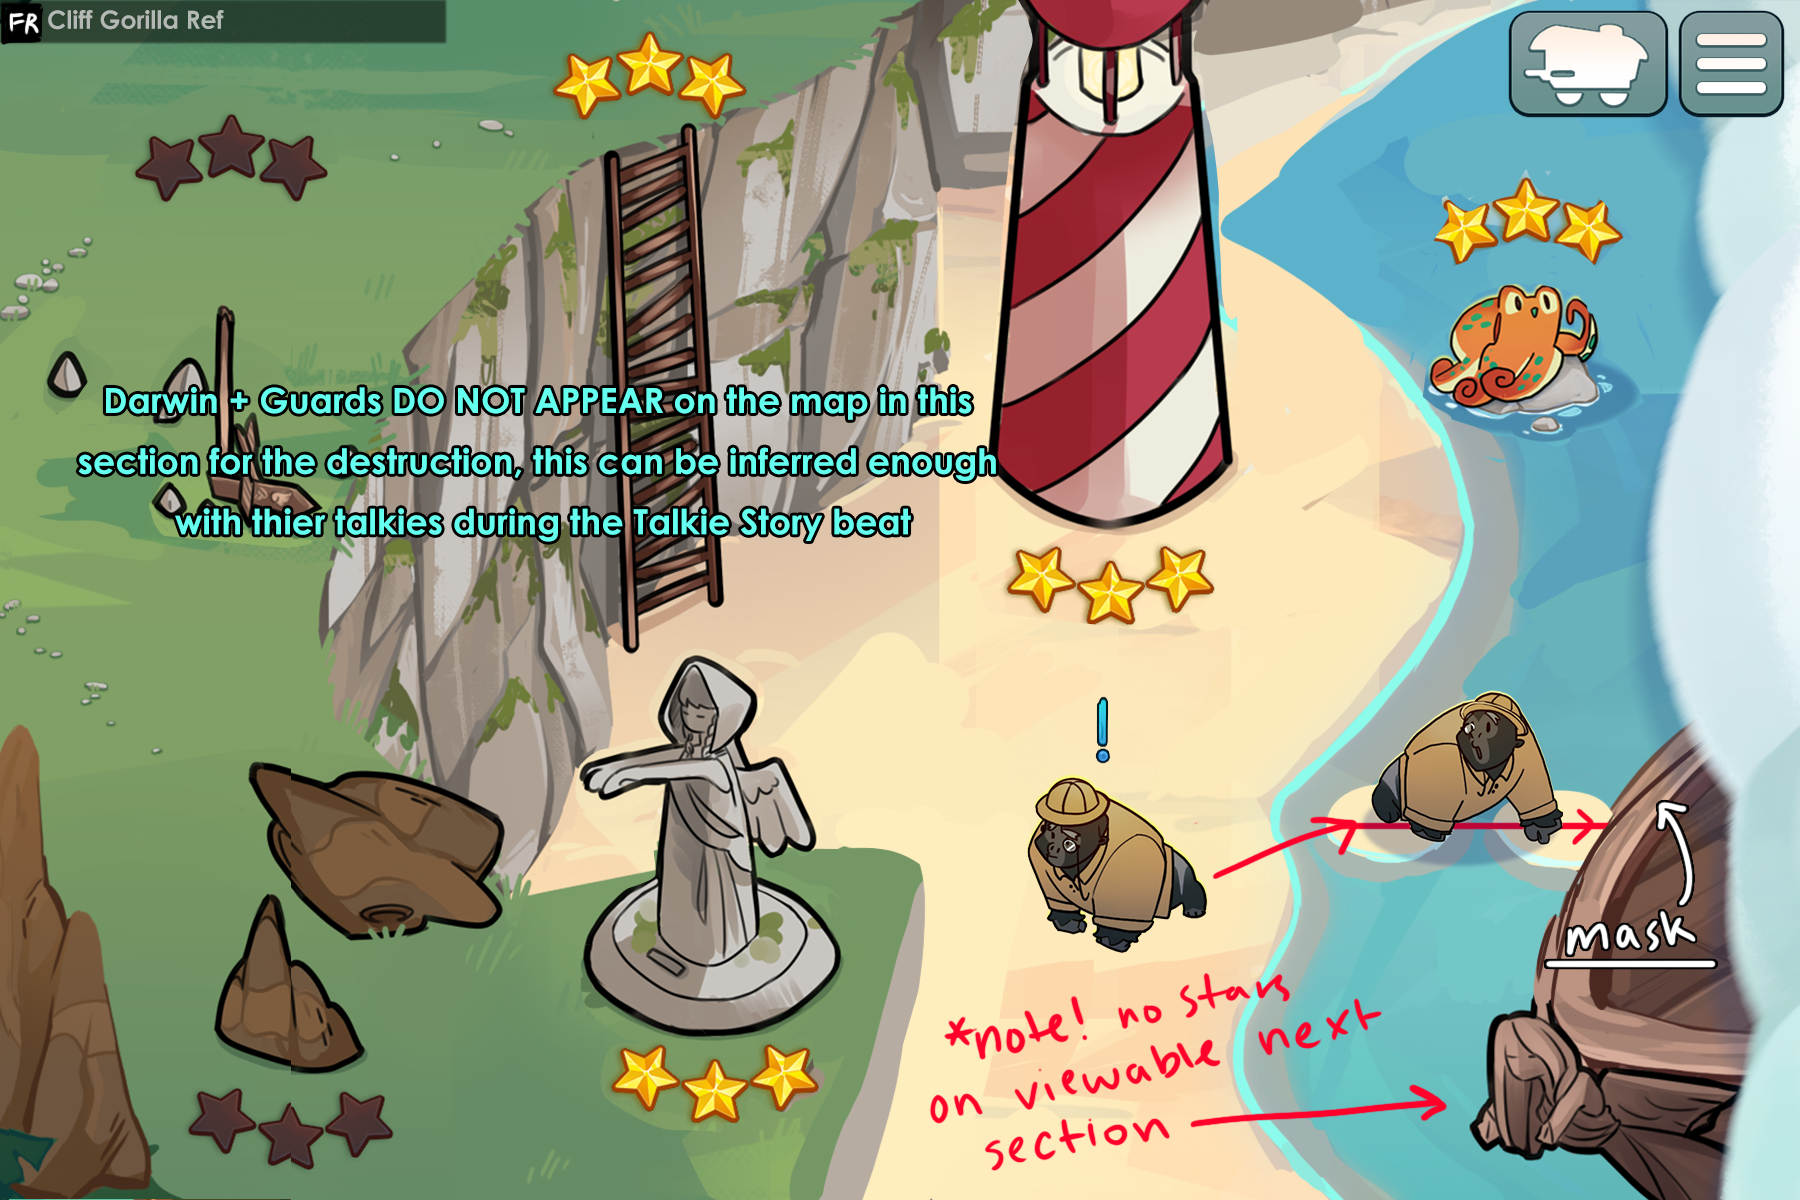 FR Cliff Gorilla Ref
Darwin + Guards DO NOT APPEAR on the map in this
section for the destruction, this can be inferred enough
with thier talkies during the Talkie Story beat
!
mask
*note! no stars
on viewable next
section